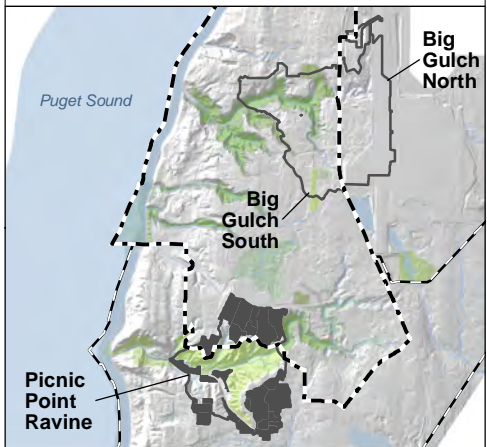 Big
Gulch
North
Puget Sound
Big
Gulch
South
Picnic
Point
Ravine